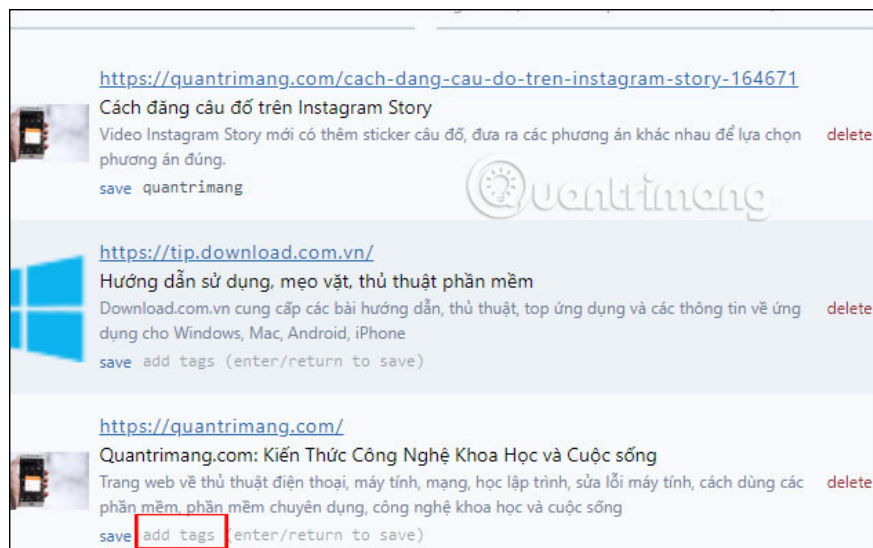 https://quantrimang.com/cach-dang-cau-do-tren-instagram-story-164671
Cách đăng câu đố trên Instagram Story
Video Instagram Story mới có thêm sticker câu đố, đưa ra các phương án khác nhau để lựa chọn
delete
phương án đúng.
save quantrimang
Quantrimang
https://tip.download.com.vn/
Hướng dẫn sử dụng, mẹo vặt, thủ thuật phần mềm
Download.com.vn cung cấp các bài hướng dẫn, thủ thuật, top ứng dụng và các thông tin về ứng
delete
dụng cho Windows, Mac, Android, iPhone
save add tags (enter/return to save)
https://quantrimang.com/
Quantrimang.com: Kiến Thức Công Nghệ Khoa Học và Cuộc sống
Trang web về thủ thuật điện thoại, máy tính, mạng, học lập trình, sửa lỗi máy tính, cách dùng các
delete
phần mềm, phần mềm chuyên dụng, công nghệ khoa học và cuộc sống
save add tags (enter/return to save)